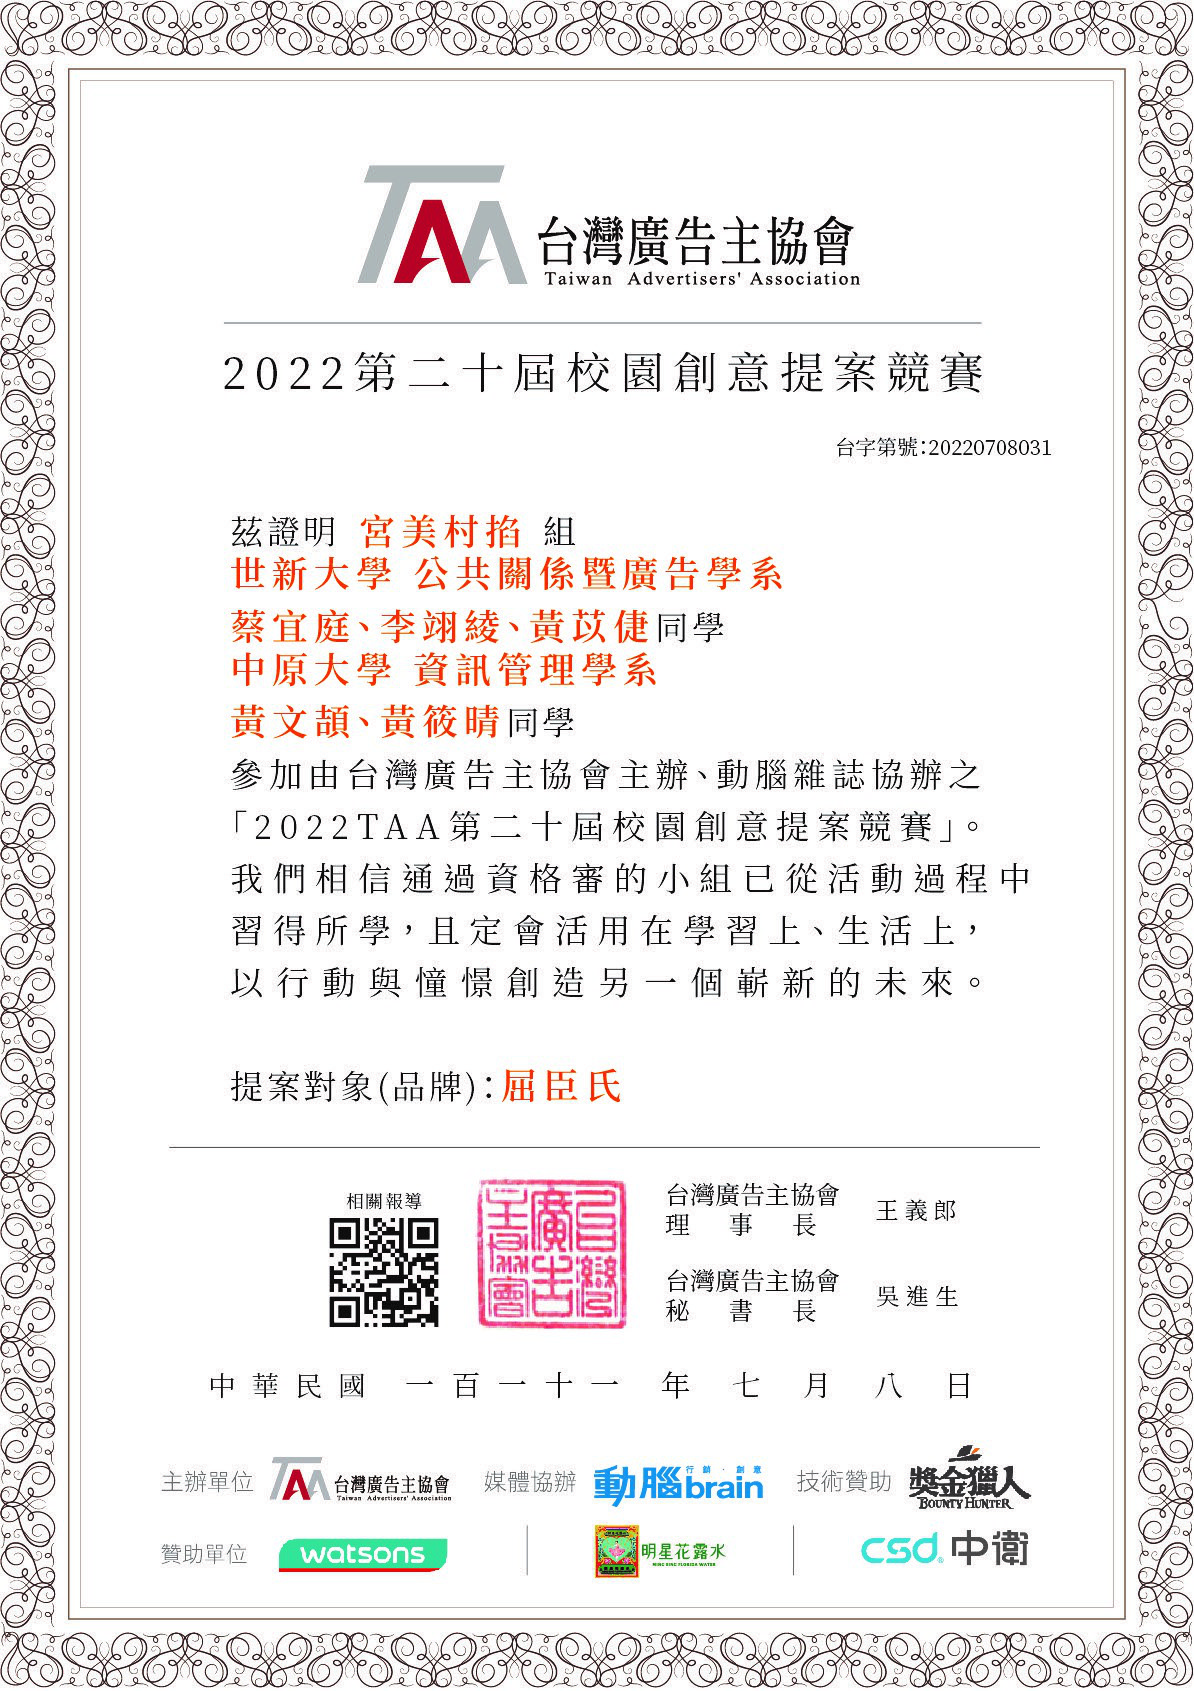 TAA 台灣廣告主協會
Taiwan Advertisers' Association
2022第二十屆校園創意提案競賽
台字第號:20220708031
茲證明 宮美村掐 組
世新大學 公共關係暨廣告學系
蔡宜庭、李翊綾、黃苡倢同學
中原大學 資訊管理學系
黃文頡、黃筱晴同學
參加由台灣廣告主協會主辦、動腦雜誌協辦之
「2022TAA第二十屆校園創意提案競賽」。
我們相信通過資格審的小組已從活動過程中
習得所學，且定會活用在學習上、生活上，
以行動與憧憬創造另一個嶄新的未來。
提案對象(品牌)：屈臣氏
相關報導
台灣廣告主協會
台灣廣告主協會
理事長 王義郎
台灣廣告主協會
秘書長 吳進生
中華民國 一百一十一 年 七 月 八 日
主辦單位 TAA 台灣廣告主協會 Taiwan Advertisers' Association
媒體協辦 動腦brain 行銷・創意
技術贊助 獎金獵人 BOUNTY HUNTER
贊助單位 watsons
明星花露水 MING SING FLORIDA WATER
csd® 中衛